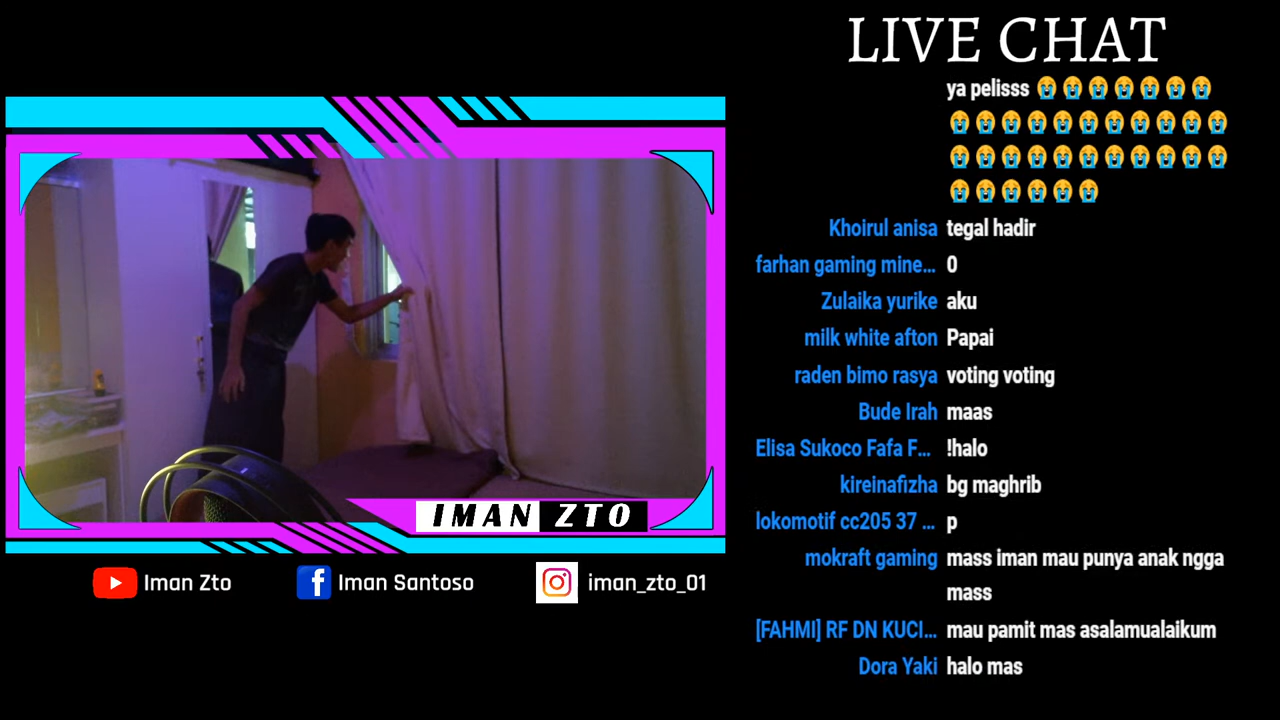 LIVE CHAT
ya pelisss 😭😭😭😭😭😭😭
😭😭😭😭😭😭😭😭😭😭😭
😭😭😭😭😭😭😭😭😭😭😭
😭😭😭😭😭😭
Khoirul anisa tegal hadir
farhan gaming mine... 0
Zulaika yurike aku
milk white afton Papai
raden bimo rasya voting voting
Bude Irah maas
Elisa Sukoco Fafa F... !halo
kireinafizha bg maghrib
lokomotif cc205 37 ... p
mokraft gaming mass iman mau punya anak ngga
mass
[FAHMI] RF DN KUCI... mau pamit mas asalamualaikum
Dora Yaki halo mas
IMAN ZTO
Iman Zto
Iman Santoso
iman_zto_01